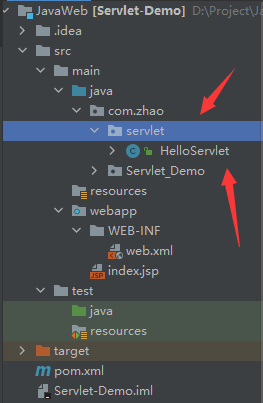 JavaWeb [Servlet-Demo] D:\Project\Ja
.idea
src
main
java
com.zhao
servlet
HelloServlet
Servlet_Demo
resources
webapp
WEB-INF
web.xml
index.jsp
test
java
resources
target
pom.xml
Servlet-Demo.iml